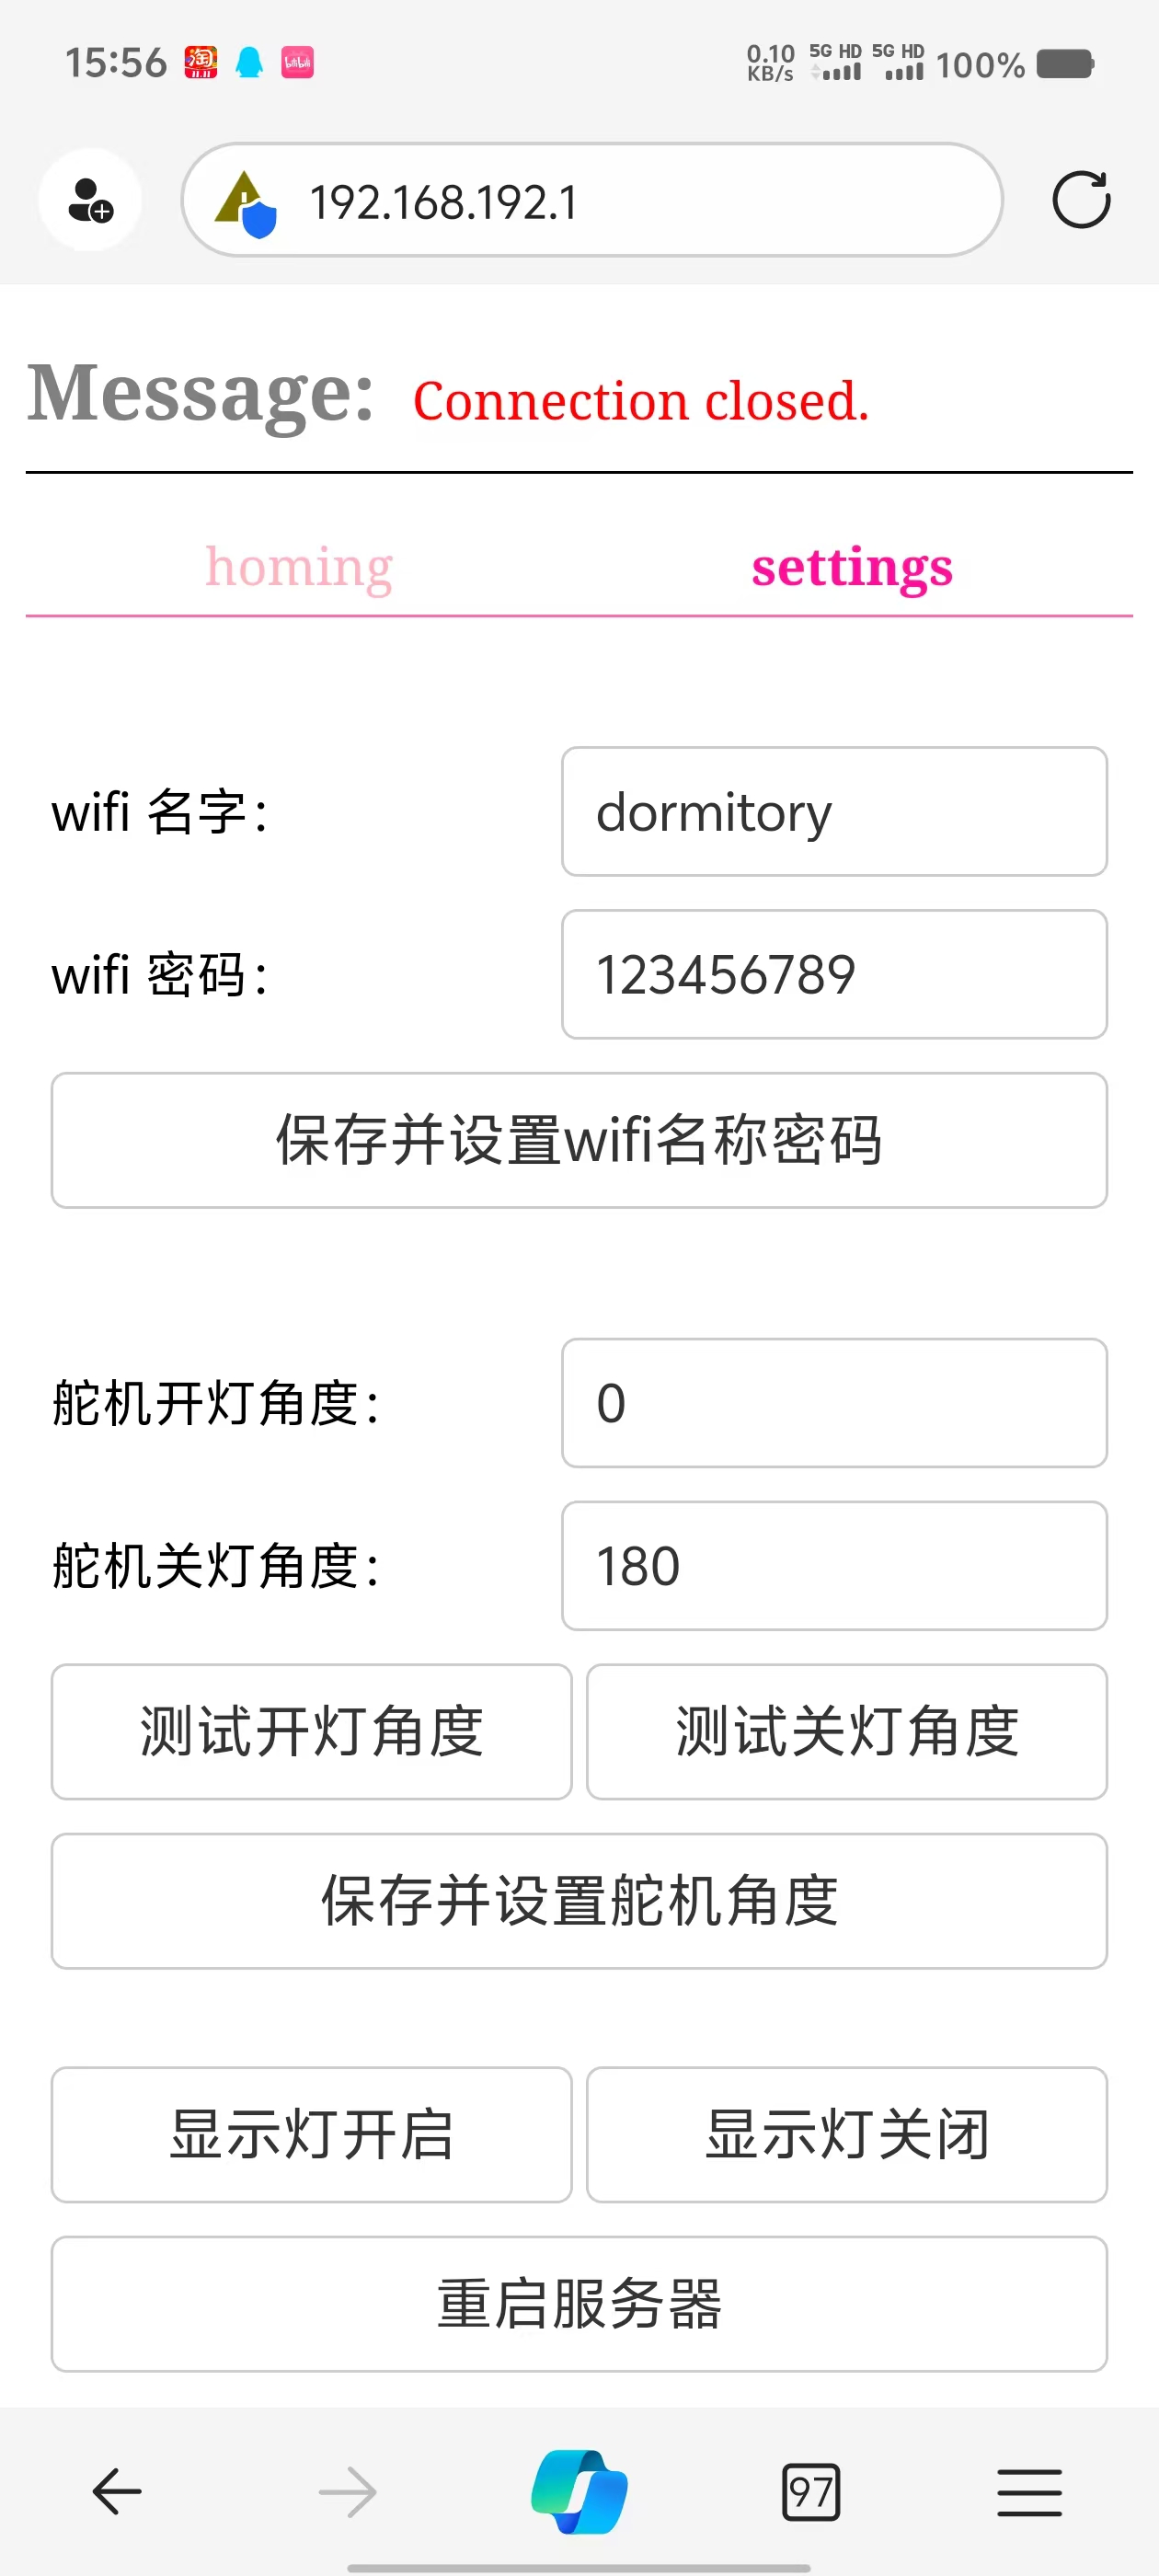 15:56 淘 11.11 bilibili 0.10 KB/s 5G HD 5G HD 100%
192.168.192.1
Message: Connection closed.
homing settings
wifi 名字： dormitory
wifi 密码： 123456789
保存并设置wifi名称密码
舵机开灯角度： 0
舵机关灯角度： 180
测试开灯角度 测试关灯角度
保存并设置舵机角度
显示灯开启 显示灯关闭
重启服务器
97